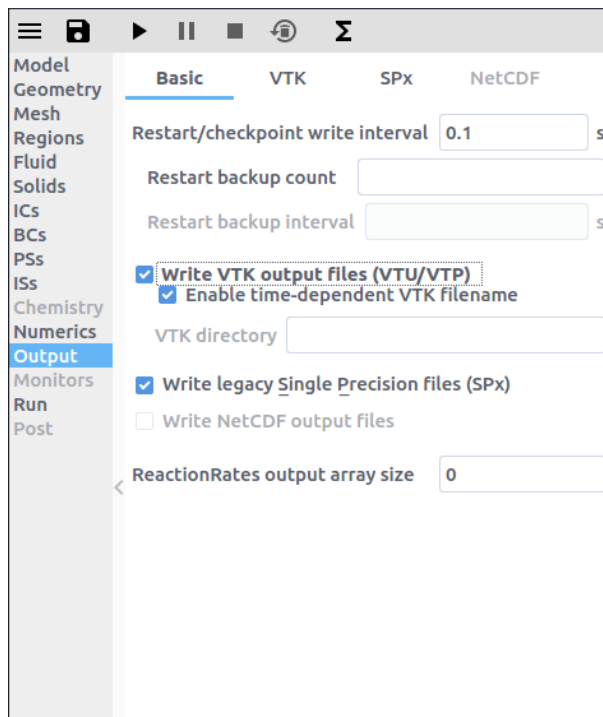 Σ
Model
Geometry
Mesh
Regions
Fluid
Solids
ICs
BCs
PSs
ISs
Chemistry
Numerics
Output
Monitors
Run
Post
Basic VTK SPx NetCDF
Restart/checkpoint write interval 0.1 s
Restart backup count
Restart backup interval s
Write VTK output files (VTU/VTP)
Enable time-dependent VTK filename
VTK directory
Write legacy Single Precision files (SPx)
Write NetCDF output files
ReactionRates output array size 0